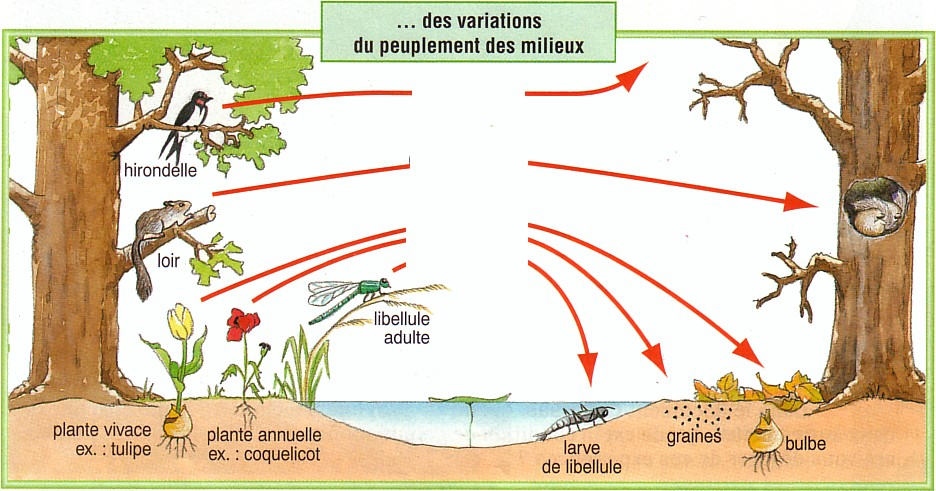 ... des variations
du peuplement des milieux
hirondelle
loir
libellule
adulte
plante vivace
ex. : tulipe
plante annuelle
ex. : coquelicot
larve
de libellule
graines
bulbe